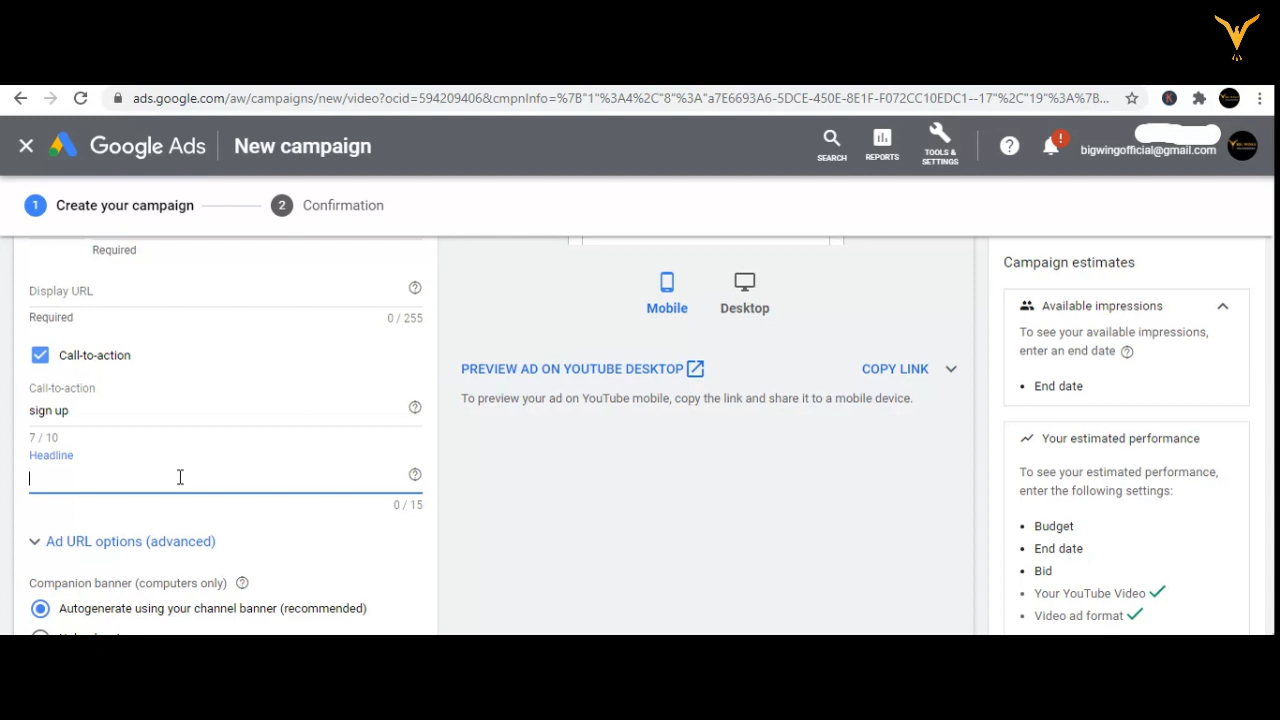 ads.google.com/aw/campaigns/new/video?ocid=594209406&cmpnInfo=%7B"1"%3A4%2C"8"%3A"a7E6693A6-5DCE-450E-8E1F-F072CC10EDC1--17"%2C"19"%3A%7B...
Google Ads
New campaign
SEARCH
REPORTS
TOOLS &
SETTINGS
bigwingofficial@gmail.com
1
Create your campaign
2
Confirmation
Required
Display URL
Required
0 / 255
Call-to-action
Call-to-action
sign up
7 / 10
Headline
0 / 15
Ad URL options (advanced)
Companion banner (computers only)
Autogenerate using your channel banner (recommended)
Mobile
Desktop
PREVIEW AD ON YOUTUBE DESKTOP
COPY LINK
To preview your ad on YouTube mobile, copy the link and share it to a mobile device.
Campaign estimates
Available impressions
To see your available impressions,
enter an end date
• End date
Your estimated performance
To see your estimated performance,
enter the following settings:
• Budget
• End date
• Bid
• Your YouTube Video
• Video ad format